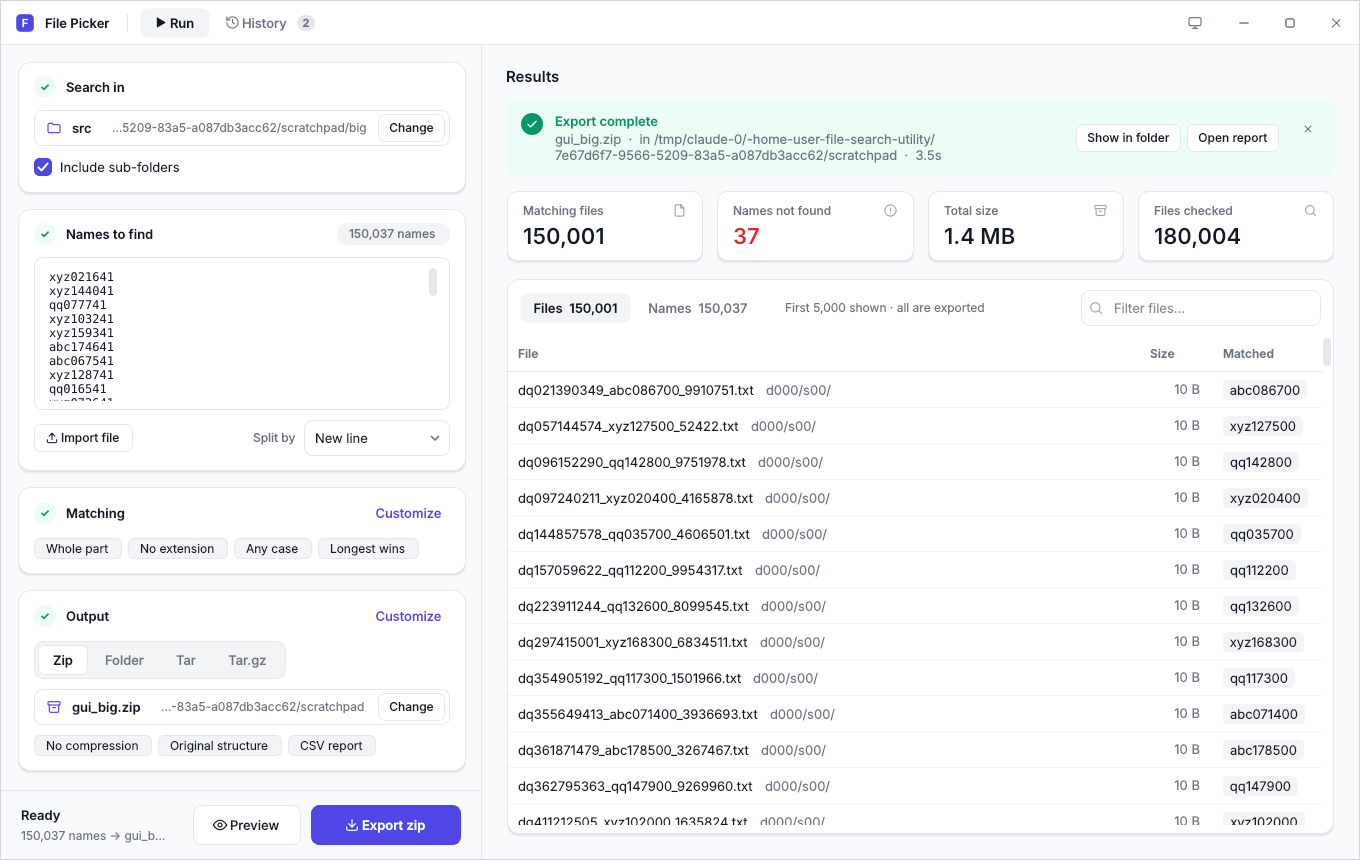 F File Picker Run History 2
Search in
src ...5209-83a5-a087db3acc62/scratchpad/big Change
Include sub-folders
Names to find 150,037 names
xyz021641
xyz144041
qq077741
xyz103241
xyz159341
abc174641
abc067541
xyz128741
qq016541
Import file Split by New line
Matching Customize
Whole part No extension Any case Longest wins
Output Customize
Zip Folder Tar Tar.gz
gui_big.zip ...-83a5-a087db3acc62/scratchpad Change
No compression Original structure CSV report
Ready
150,037 names → gui_b...
Preview Export zip
Results
Export complete
gui_big.zip · in /tmp/claude-0/-home-user-file-search-utility/
7e67d6f7-9566-5209-83a5-a087db3acc62/scratchpad · 3.5s
Show in folder Open report
Matching files Names not found Total size Files checked
150,001 37 1.4 MB 180,004
Files 150,001 Names 150,037 First 5,000 shown · all are exported Filter files...
File Size Matched
dq021390349_abc086700_9910751.txt d000/s00/ 10 B abc086700
dq057144574_xyz127500_52422.txt d000/s00/ 10 B xyz127500
dq096152290_qq142800_9751978.txt d000/s00/ 10 B qq142800
dq097240211_xyz020400_4165878.txt d000/s00/ 10 B xyz020400
dq144857578_qq035700_4606501.txt d000/s00/ 10 B qq035700
dq157059622_qq112200_9954317.txt d000/s00/ 10 B qq112200
dq223911244_qq132600_8099545.txt d000/s00/ 10 B qq132600
dq297415001_xyz168300_6834511.txt d000/s00/ 10 B xyz168300
dq354905192_qq117300_1501966.txt d000/s00/ 10 B qq117300
dq355649413_abc071400_3936693.txt d000/s00/ 10 B abc071400
dq361871479_abc178500_3267467.txt d000/s00/ 10 B abc178500
dq362795363_qq147900_9269960.txt d000/s00/ 10 B qq147900
dq411212505_xyz102000_1635824.txt d000/s00/ 10 B xyz102000